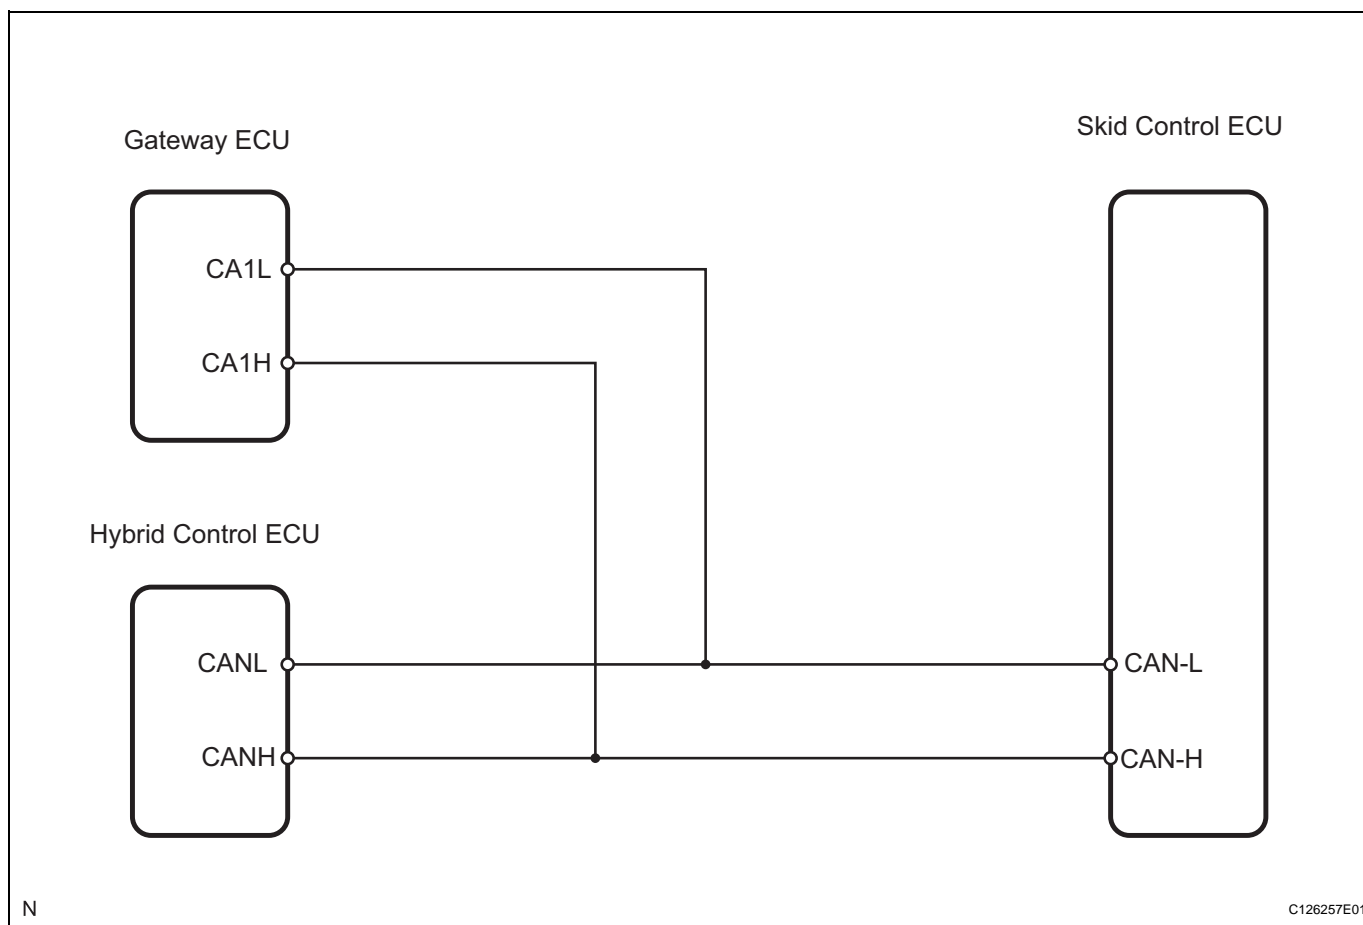 Gateway ECU
Skid Control ECU
CA1L
CA1H
Hybrid Control ECU
CANL
CAN-L
CANH
CAN-H
N
C126257E01